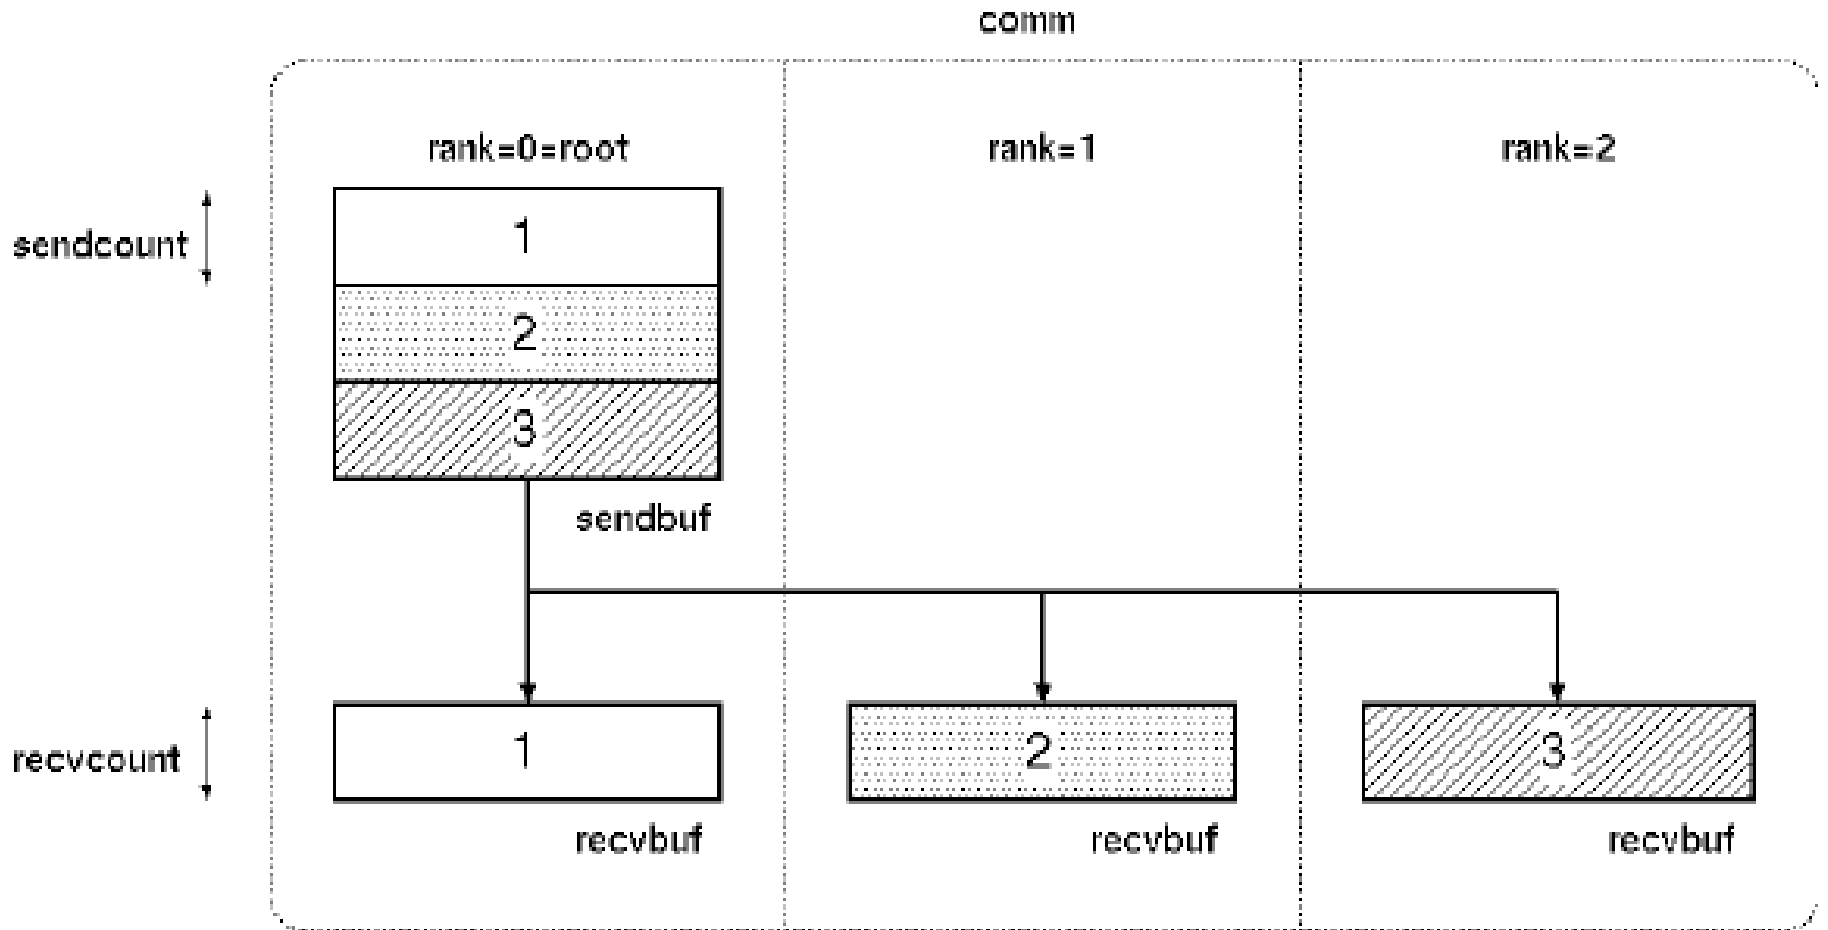 comm
rank=0=root
rank=1
rank=2
sendcount
1
2
3
sendbuf
recvcount
1
2
3
recvbuf
recvbuf
recvbuf